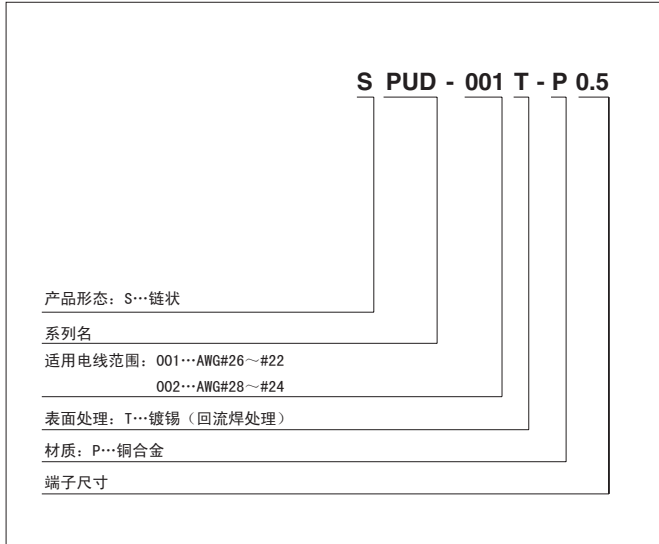 S PUD - 001 T - P 0.5
产品形态：S…链状
系列名
适用电线范围：001…AWG#26～#22
002…AWG#28～#24
表面处理：T…镀锡（回流焊处理）
材质：P…铜合金
端子尺寸